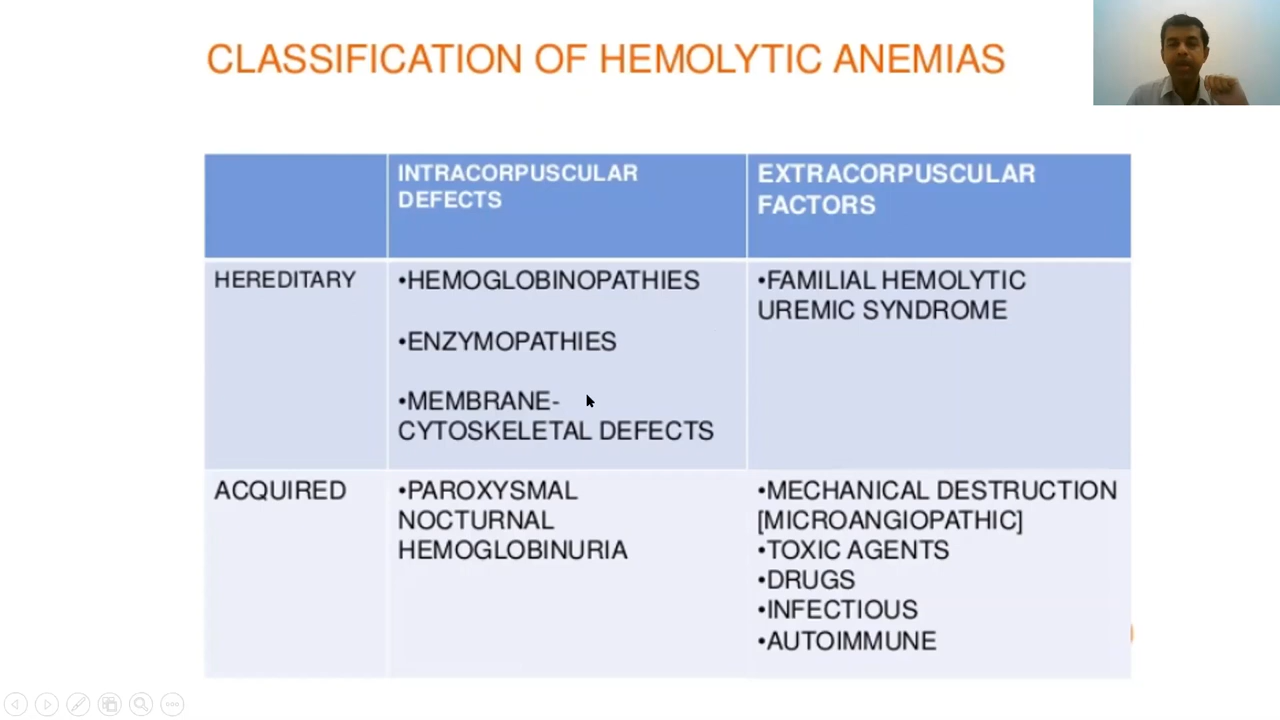 CLASSIFICATION OF HEMOLYTIC ANEMIAS
INTRACORPUSCULAR
DEFECTS
EXTRACORPUSCULAR
FACTORS
HEREDITARY
•HEMOGLOBINOPATHIES
•ENZYMOPATHIES
•MEMBRANE-
CYTOSKELETAL DEFECTS
•FAMILIAL HEMOLYTIC
UREMIC SYNDROME
ACQUIRED
•PAROXYSMAL
NOCTURNAL
HEMOGLOBINURIA
•MECHANICAL DESTRUCTION
[MICROANGIOPATHIC]
•TOXIC AGENTS
•DRUGS
•INFECTIOUS
•AUTOIMMUNE